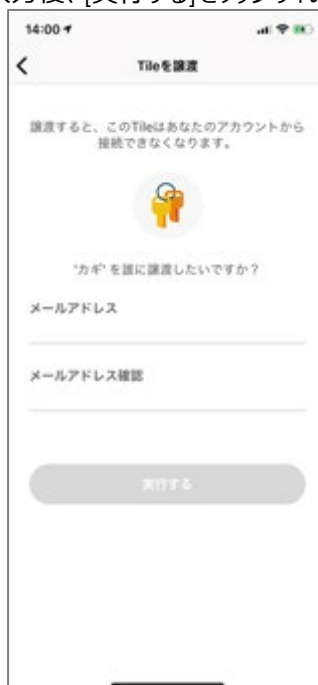 14:00
Tileを譲渡
譲渡すると、このTileはあなたのアカウントから
接続できなくなります。
"カギ" を誰に譲渡したいですか？
メールアドレス
メールアドレス確認
実行する